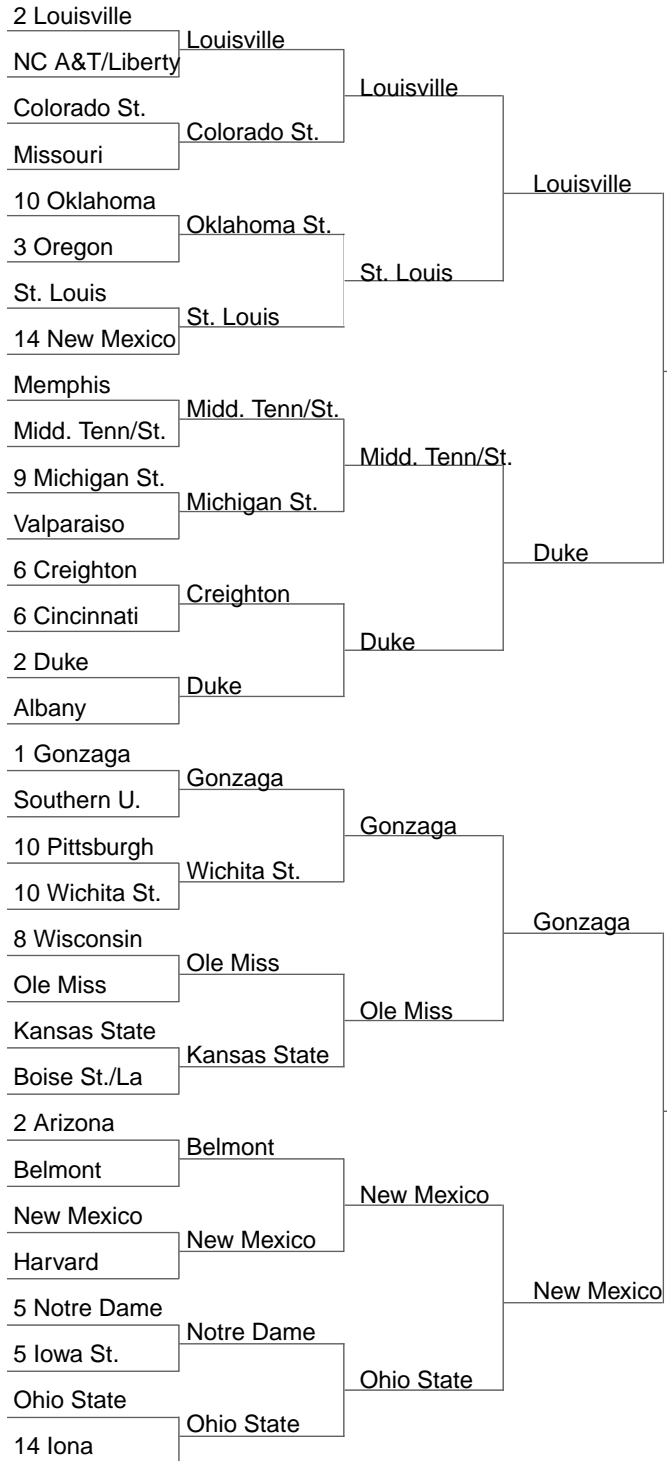 2 Louisville
NC A&T/Liberty
Colorado St.
Missouri
10 Oklahoma
3 Oregon
St. Louis
14 New Mexico
Memphis
Midd. Tenn/St.
9 Michigan St.
Valparaiso
6 Creighton
6 Cincinnati
2 Duke
Albany
1 Gonzaga
Southern U.
10 Pittsburgh
10 Wichita St.
8 Wisconsin
Ole Miss
Kansas State
Boise St./La
2 Arizona
Belmont
New Mexico
Harvard
5 Notre Dame
5 Iowa St.
Ohio State
14 Iona
Louisville
Colorado St.
Oklahoma St.
St. Louis
Midd. Tenn/St.
Michigan St.
Creighton
Duke
Gonzaga
Wichita St.
Ole Miss
Kansas State
Belmont
New Mexico
Notre Dame
Ohio State
Louisville
St. Louis
Midd. Tenn/St.
Duke
Gonzaga
Ole Miss
New Mexico
Ohio State
Louisville
Duke
Gonzaga
New Mexico